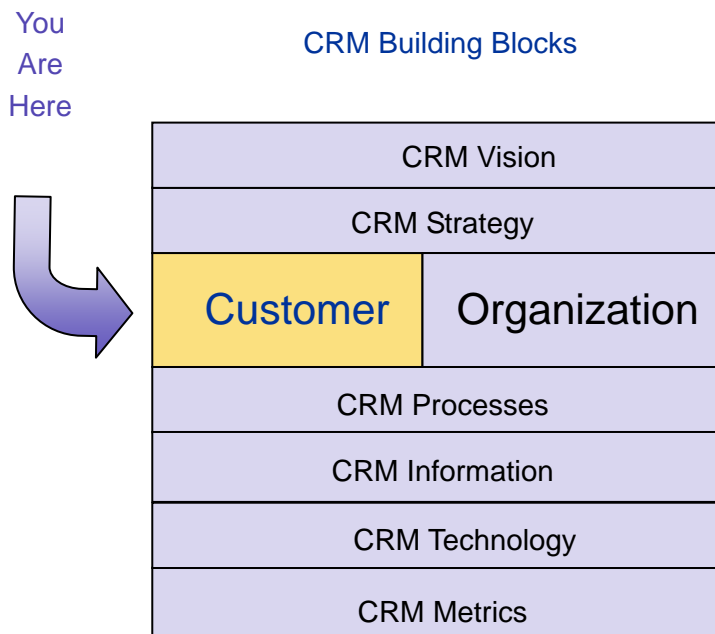 You
Are
Here
CRM Building Blocks
CRM Vision
CRM Strategy
Customer Organization
CRM Processes
CRM Information
CRM Technology
CRM Metrics